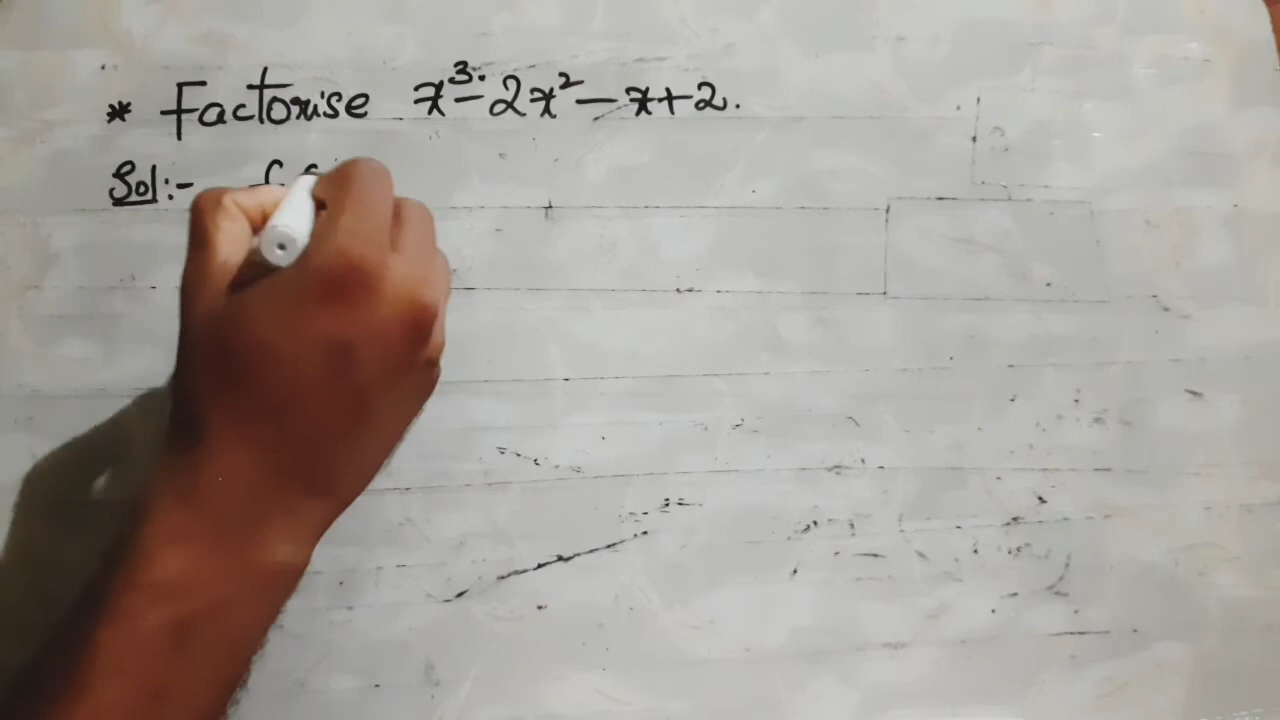 * Factorise x³-2x²-x+2.
Sol:- f